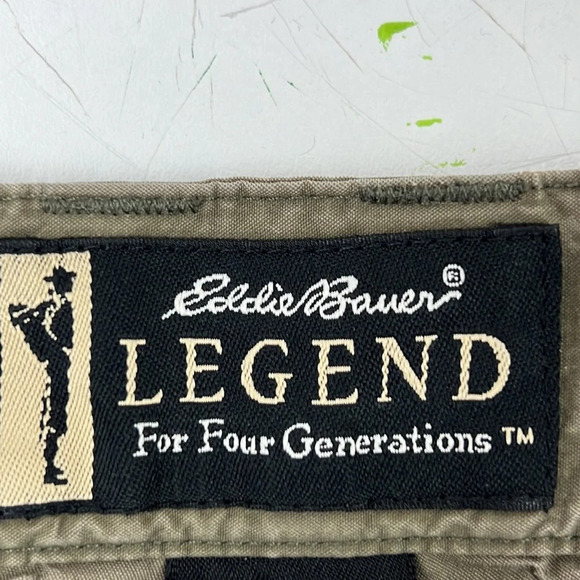 Eddie Bauer®
LEGEND
For Four Generations™